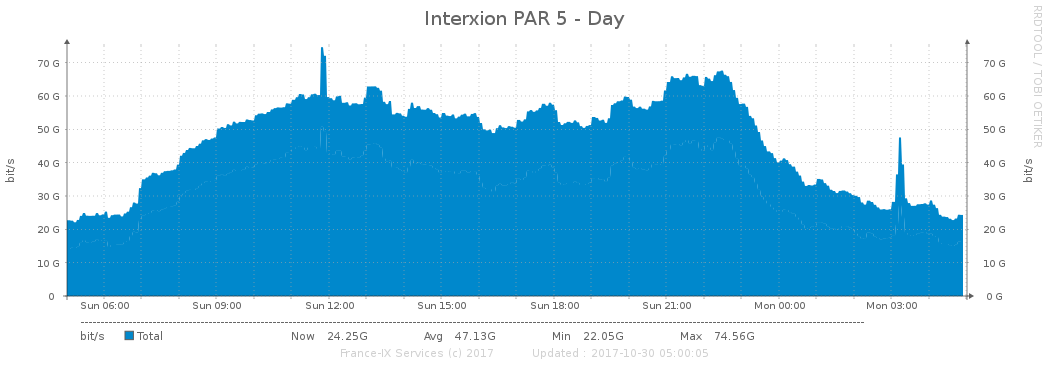 Interxion PAR 5 - Day
RRDTOOL / TOBI OETIKER
bit/s
70 G
60 G
50 G
40 G
30 G
20 G
10 G
0
70 G
60 G
50 G
40 G
30 G
20 G
10 G
0 G
bit/s
Sun 06:00 Sun 09:00 Sun 12:00 Sun 15:00 Sun 18:00 Sun 21:00 Mon 00:00 Mon 03:00
bit/s Total Now 24.25G Avg 47.13G Min 22.05G Max 74.56G
France-IX Services (c) 2017 Updated : 2017-10-30 05:00:05